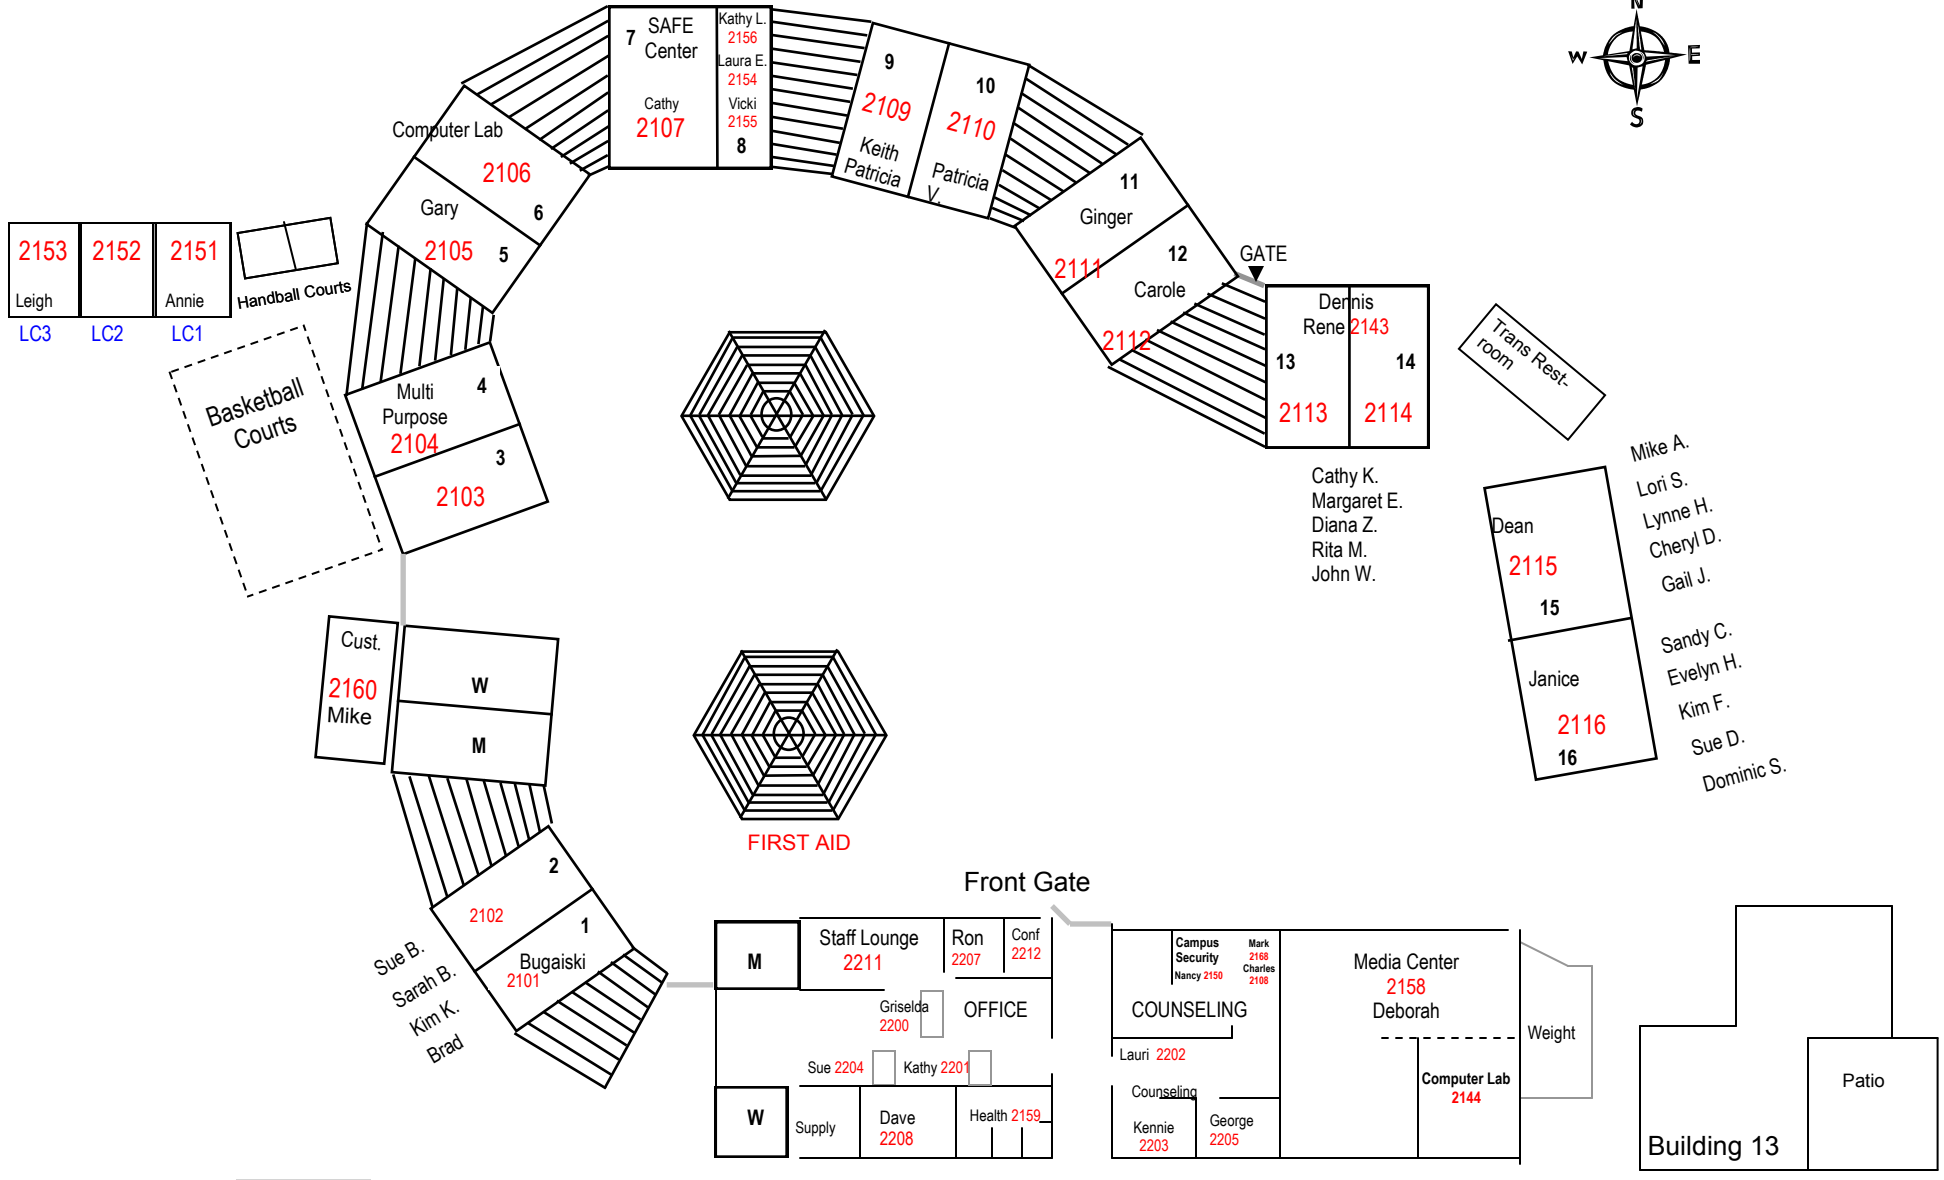 N
W
E
S
7
SAFE
Center
Cathy
2107
Kathy L.
2156
Laura E.
2154
Vicki
2155
8
9
2109
Keith
Patricia
10
2110
Patricia
V.
Computer Lab
2106
6
Gary
2105
5
11
Ginger
2111
12
Carole
2112
GATE
2153
Leigh
LC3
2152
LC2
2151
Annie
LC1
Handball Courts
Basketball
Courts
Multi
Purpose
2104
4
3
2103
Dennis
Rene 2143
13
14
2113
2114
Trans Rest-
room
Cathy K.
Margaret E.
Diana Z.
Rita M.
John W.
Dean
2115
15
Mike A.
Lori S.
Lynne H.
Cheryl D.
Gail J.
Janice
2116
16
Sandy C.
Evelyn H.
Kim F.
Sue D.
Dominic S.
Cust.
2160
Mike
W
M
FIRST AID
2
2102
1
Bugaiski
2101
Sue B.
Sarah B.
Kim K.
Brad
Front Gate
M
Staff Lounge
2211
Ron
2207
Conf
2212
Griselda
2200
OFFICE
Sue 2204
Kathy 2201
W
Supply
Dave
2208
Health 2159
Campus
Security
Nancy 2150
Mark
2168
Charles
2108
COUNSELING
Lauri 2202
Counseling
Kennie
2203
George
2205
Media Center
2158
Deborah
Computer Lab
2144
Weight
Patio
Building 13